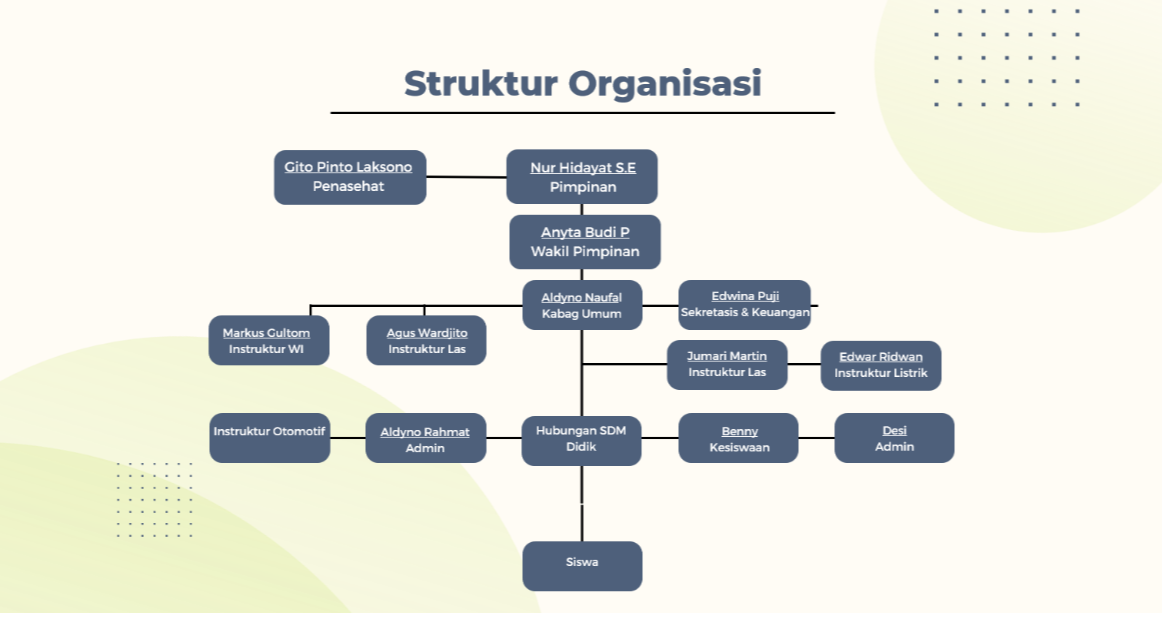 Struktur Organisasi
Gito Pinto Laksono
Penasehat
Nur Hidayat S.E
Pimpinan
Anyta Budi P
Wakil Pimpinan
Aldyno Naufal
Kabag Umum
Edwina Puji
Sekretasis & Keuangan
Markus Gultom
Instruktur WI
Agus Wardjito
Instruktur Las
Jumari Martin
Instruktur Las
Edwar Ridwan
Instruktur Listrik
Instruktur Otomotif
Aldyno Rahmat
Admin
Hubungan SDM
Didik
Benny
Kesiswaan
Desi
Admin
Siswa